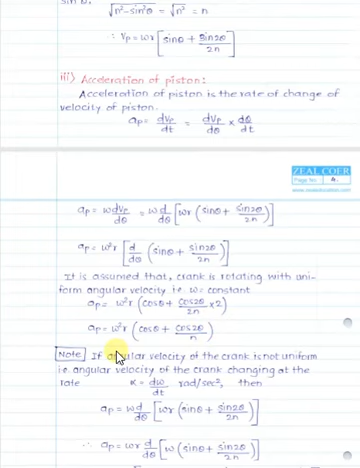 sinθ.
√(n²-sin²θ) = √n² = n
∴ Vp = ωr [sinθ + sin2θ/2n]
iii) Acceleration of piston:
Acceleration of piston is the rate of change of
velocity of piston.
ap = dVp/dt = dVp/dθ × dθ/dt
ZEAL COER
Page No. 4.
ap = ω dVp/dθ = ω d/dθ [ωr (sinθ + sin2θ/2n)]
ap = ω²r [d/dθ (sinθ + sin2θ/2n)]
It is assumed that, crank is rotating with uni-
form angular velocity i.e ω = constant
ap = ω²r (cosθ + cos2θ/2n × 2)
ap = ω²r (cosθ + cos2θ/n)
Note If angular velocity of the crank is not uniform
i.e. angular velocity of the crank changing at
the rate α = dω/dt rad/sec², then
ap = ω d/dθ [ωr (sinθ + sin2θ/2n)]
∴ ap = ωr d/dθ [ω (sinθ + sin2θ/2n)]